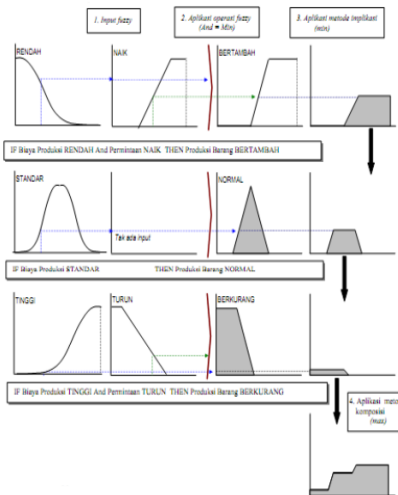 1. Input fuzzy
2. Aplikasi operasi fuzzy
(And = Min)
3. Aplikasi metode implikasi
(min)
RENDAH
NAIK
BERTAMBAH
IF Biaya Produksi RENDAH And Permintaan NAIK THEN Produksi Barang BERTAMBAH
STANDAR
NORMAL
Tak ada input
IF Biaya Produksi STANDAR THEN Produksi Barang NORMAL
TINGGI
TURUN
BERKURANG
IF Biaya Produksi TINGGI And Permintaan TURUN THEN Produksi Barang BERKURANG
4. Aplikasi meto
komposisi
(max)